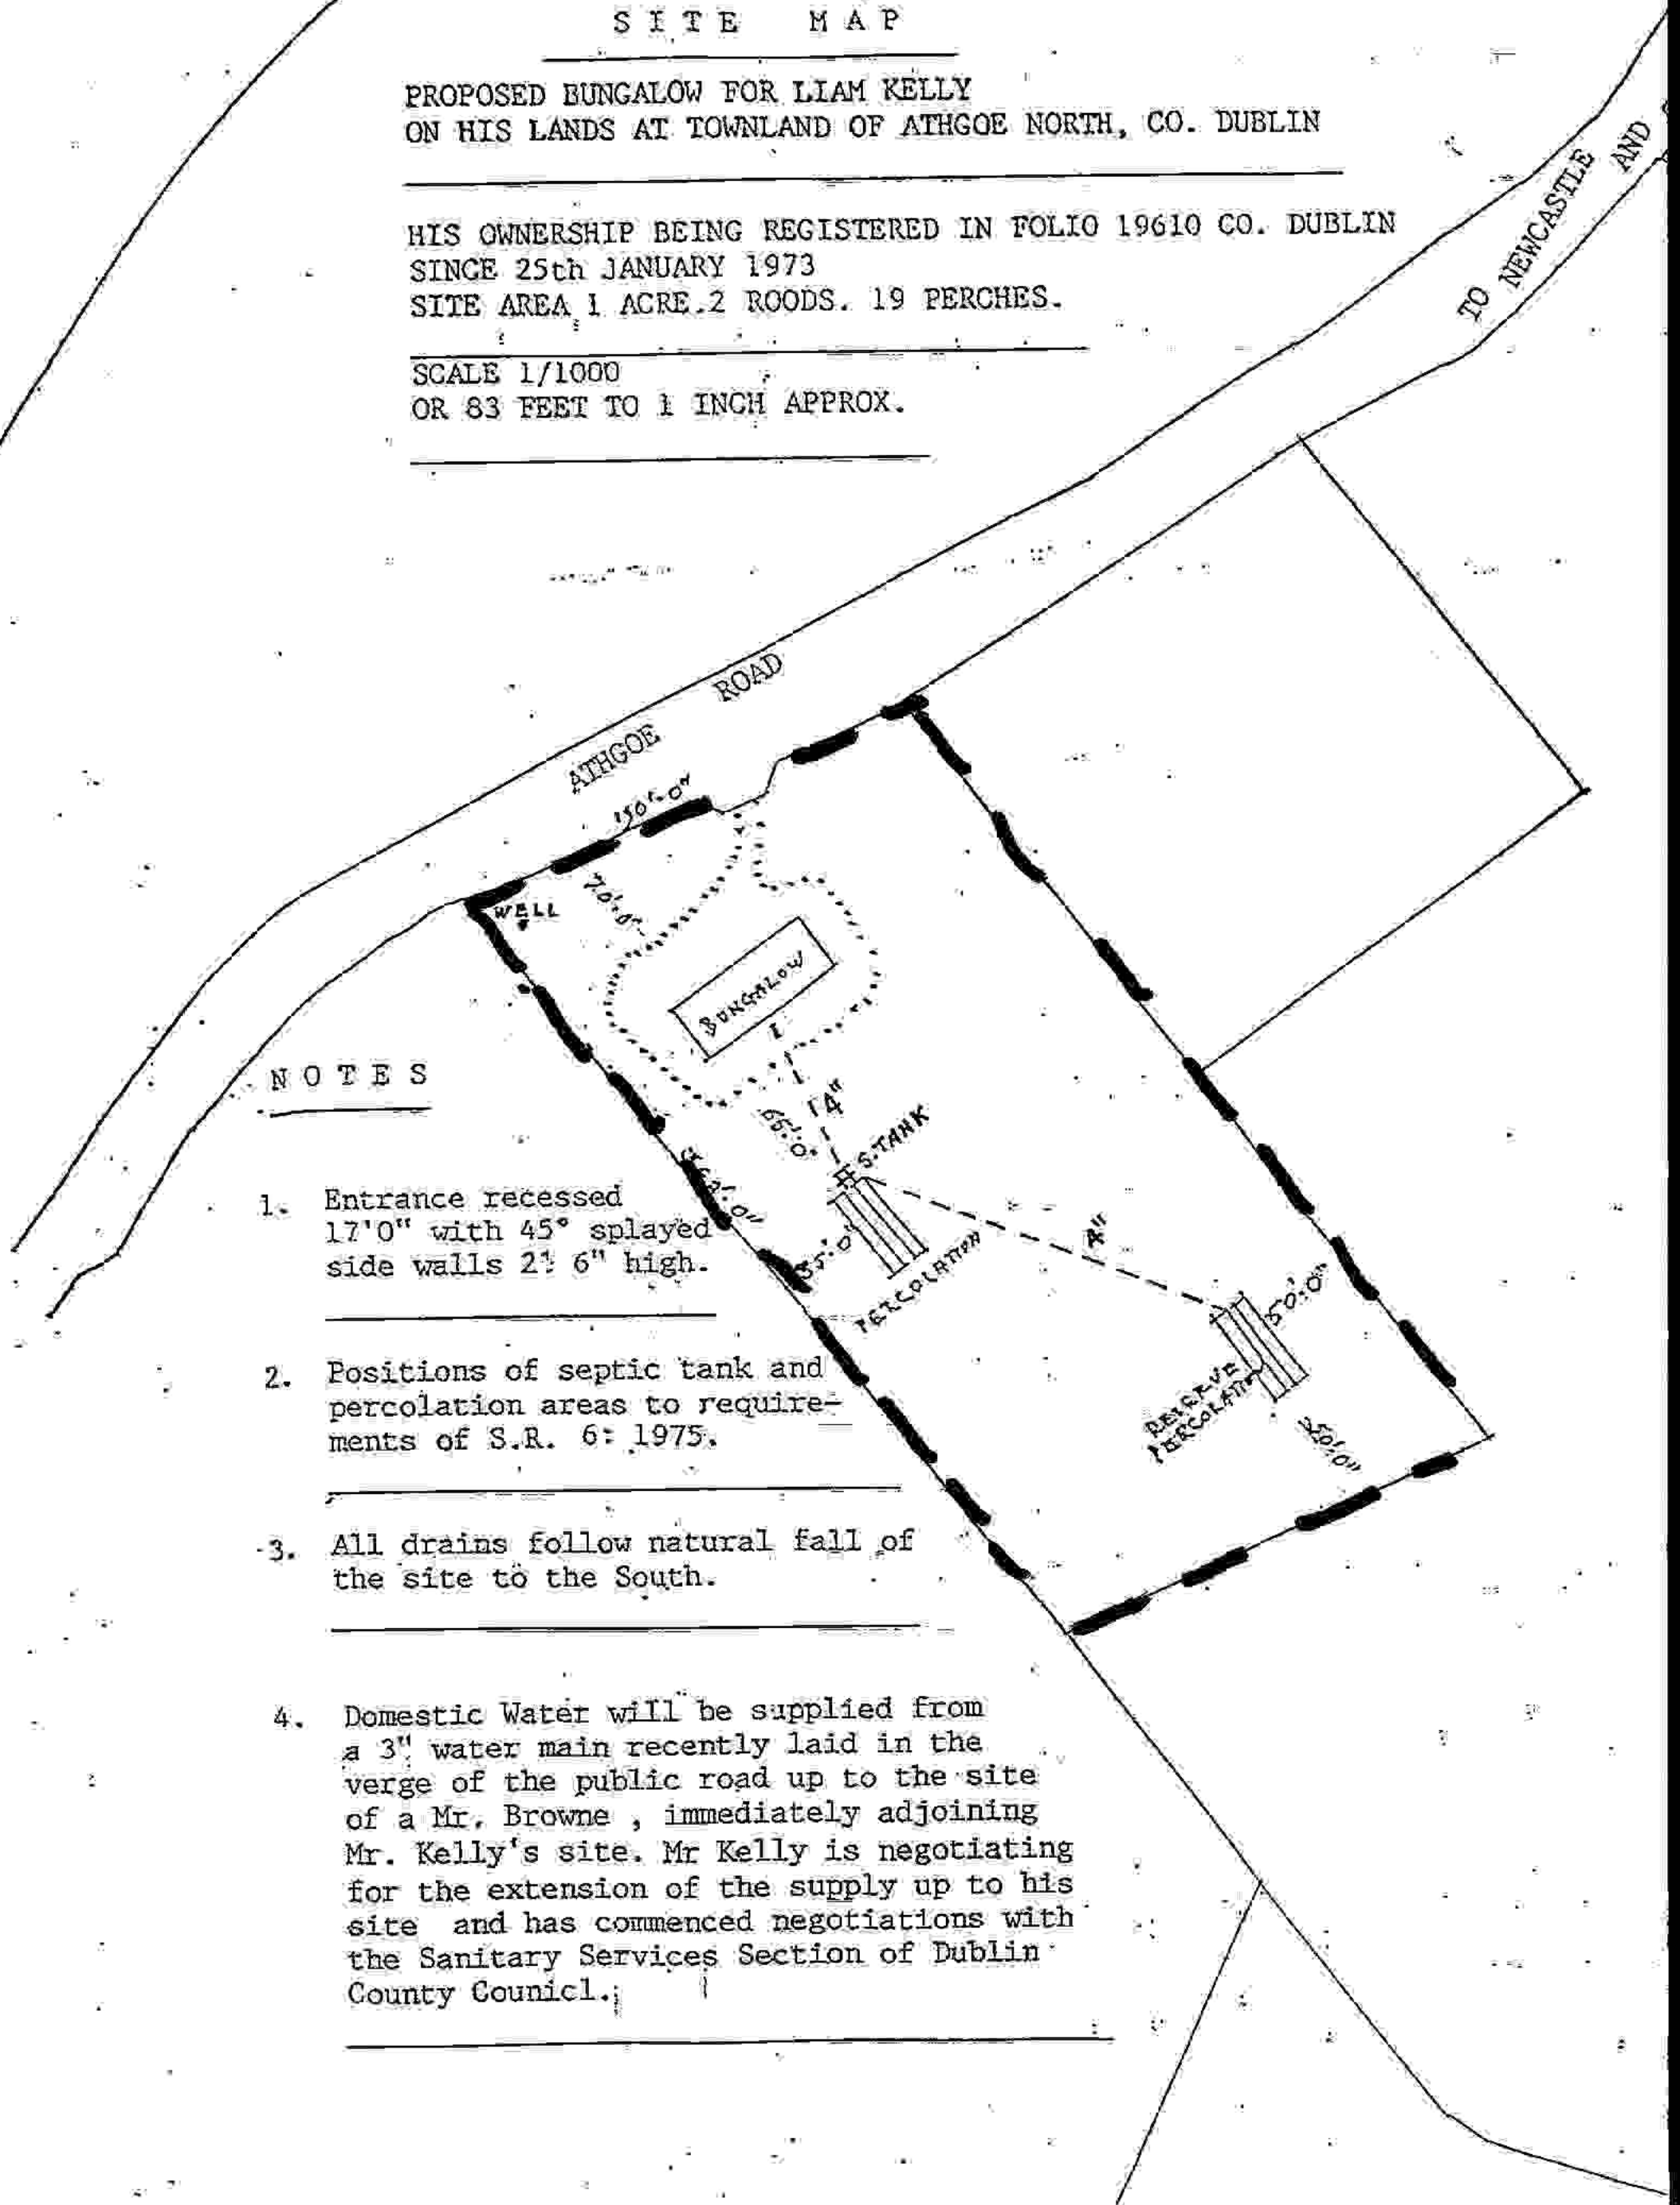 SITE MAP
PROPOSED BUNGALOW FOR LIAM KELLY
ON HIS LANDS AT TOWNLAND OF ATHGOE NORTH, CO. DUBLIN
HIS OWNERSHIP BEING REGISTERED IN FOLIO 19610 CO. DUBLIN
SINCE 25th JANUARY 1973
SITE AREA 1 ACRE.2 ROODS. 19 PERCHES.
SCALE 1/1000
OR 83 FEET TO 1 INCH APPROX.
TO NEWCASTLE AND
ATHGOE ROAD
150'-0"
WELL
70'-0"
BUNGALOW
4"
65'.0"
S.TANK
4"
55'.0"
PERCOLATION
50'.0"
RESERVE
PERCOLATION
NOTES
1. Entrance recessed
17'0" with 45° splayed
side walls 2' 6" high.
2. Positions of septic tank and
percolation areas to require-
ments of S.R. 6: 1975.
3. All drains follow natural fall of
the site to the South.
4. Domestic Water will be supplied from
a 3" water main recently laid in the
verge of the public road up to the site
of a Mr. Browne , immediately adjoining
Mr. Kelly's site. Mr Kelly is negotiating
for the extension of the supply up to his
site and has commenced negotiations with
the Sanitary Services Section of Dublin
County Counicl.